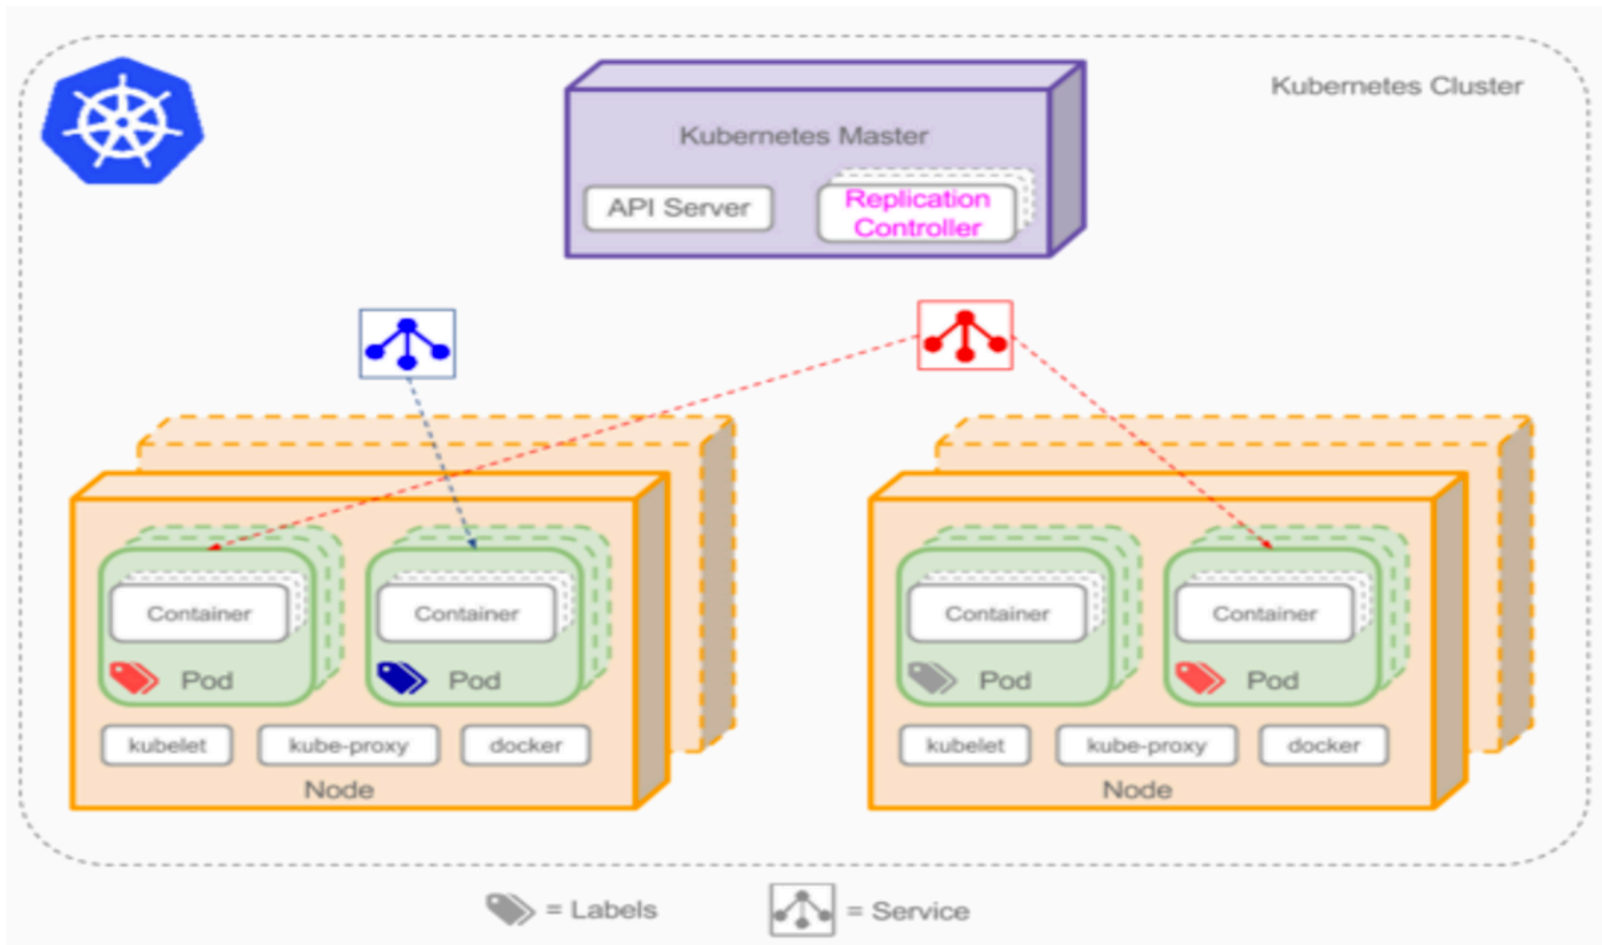 Kubernetes Cluster
Kubernetes Master
API Server
Replication
Controller
Container
Pod
Container
Pod
kubelet
kube-proxy
docker
Node
Container
Pod
Container
Pod
kubelet
kube-proxy
docker
Node
= Labels
= Service